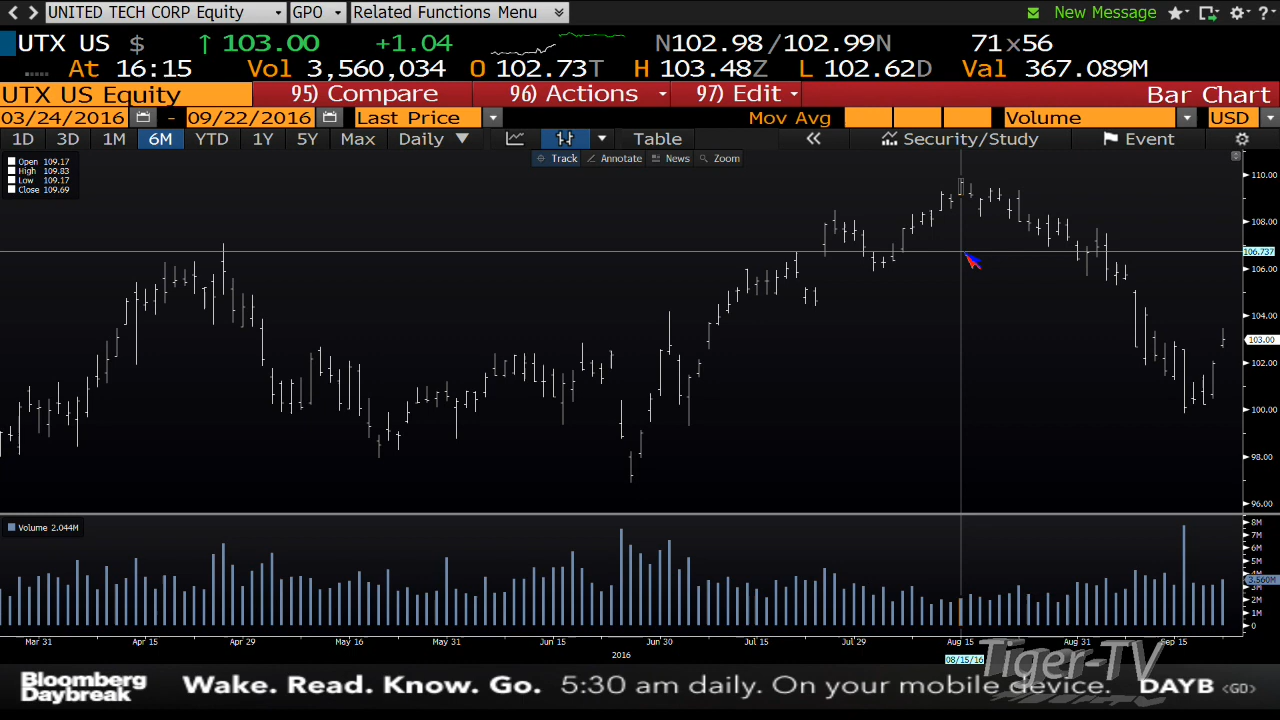 UNITED TECH CORP Equity GPO Related Functions Menu New Message ?
UTX US $ ↑ 103.00 +1.04 N102.98 /102.99N 71x56
At 16:15 Vol 3,560,034 O 102.73T H 103.48Z L 102.62D Val 367.089M
UTX US Equity 95) Compare 96) Actions 97) Edit Bar Chart
03/24/2016 - 09/22/2016 Last Price Mov Avg Volume USD
1D 3D 1M 6M YTD 1Y 5Y Max Daily ▼ Table « Security/Study Event
Track Annotate News Zoom
Open 109.17
High 109.83
Low 109.17
Close 109.69
110.00
108.00
106.737
106.00
104.00
103.00
102.00
100.00
98.00
96.00
Volume 2.044M
8M
7M
6M
5M
4M
3.560M
2M
1M
0
Mar 31 Apr 15 Apr 29 May 16 May 31 Jun 15 Jun 30 Jul 15 Jul 29 Aug 15 Aug 31 Sep 15
2016
08/15/16
Tiger-TV
Bloomberg
Daybreak
Wake. Read. Know. Go. 5:30 am daily. On your mobile device. DAYB <GO>